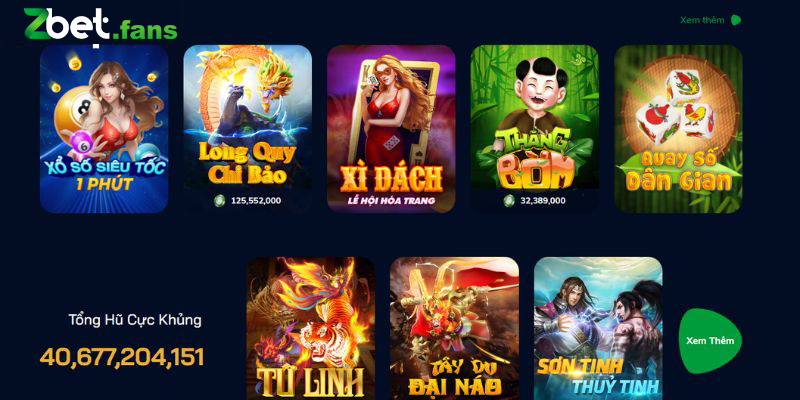 Zbet.fans
Xem thêm
XỔ SỐ SIÊU TỐC
1 PHÚT
Long Quy
Chi Bảo
125,552,000
XÌ DÁCH
LỄ HỘI HÓA TRANG
THẰNG
BỜM
32,389,000
Quay Số
Dân Gian
Tổng Hũ Cực Khủng
40,677,204,151
TỨ LINH
TÂY DU
ĐẠI NÁO
SƠN TINH
THUỶ TINH
Xem Thêm